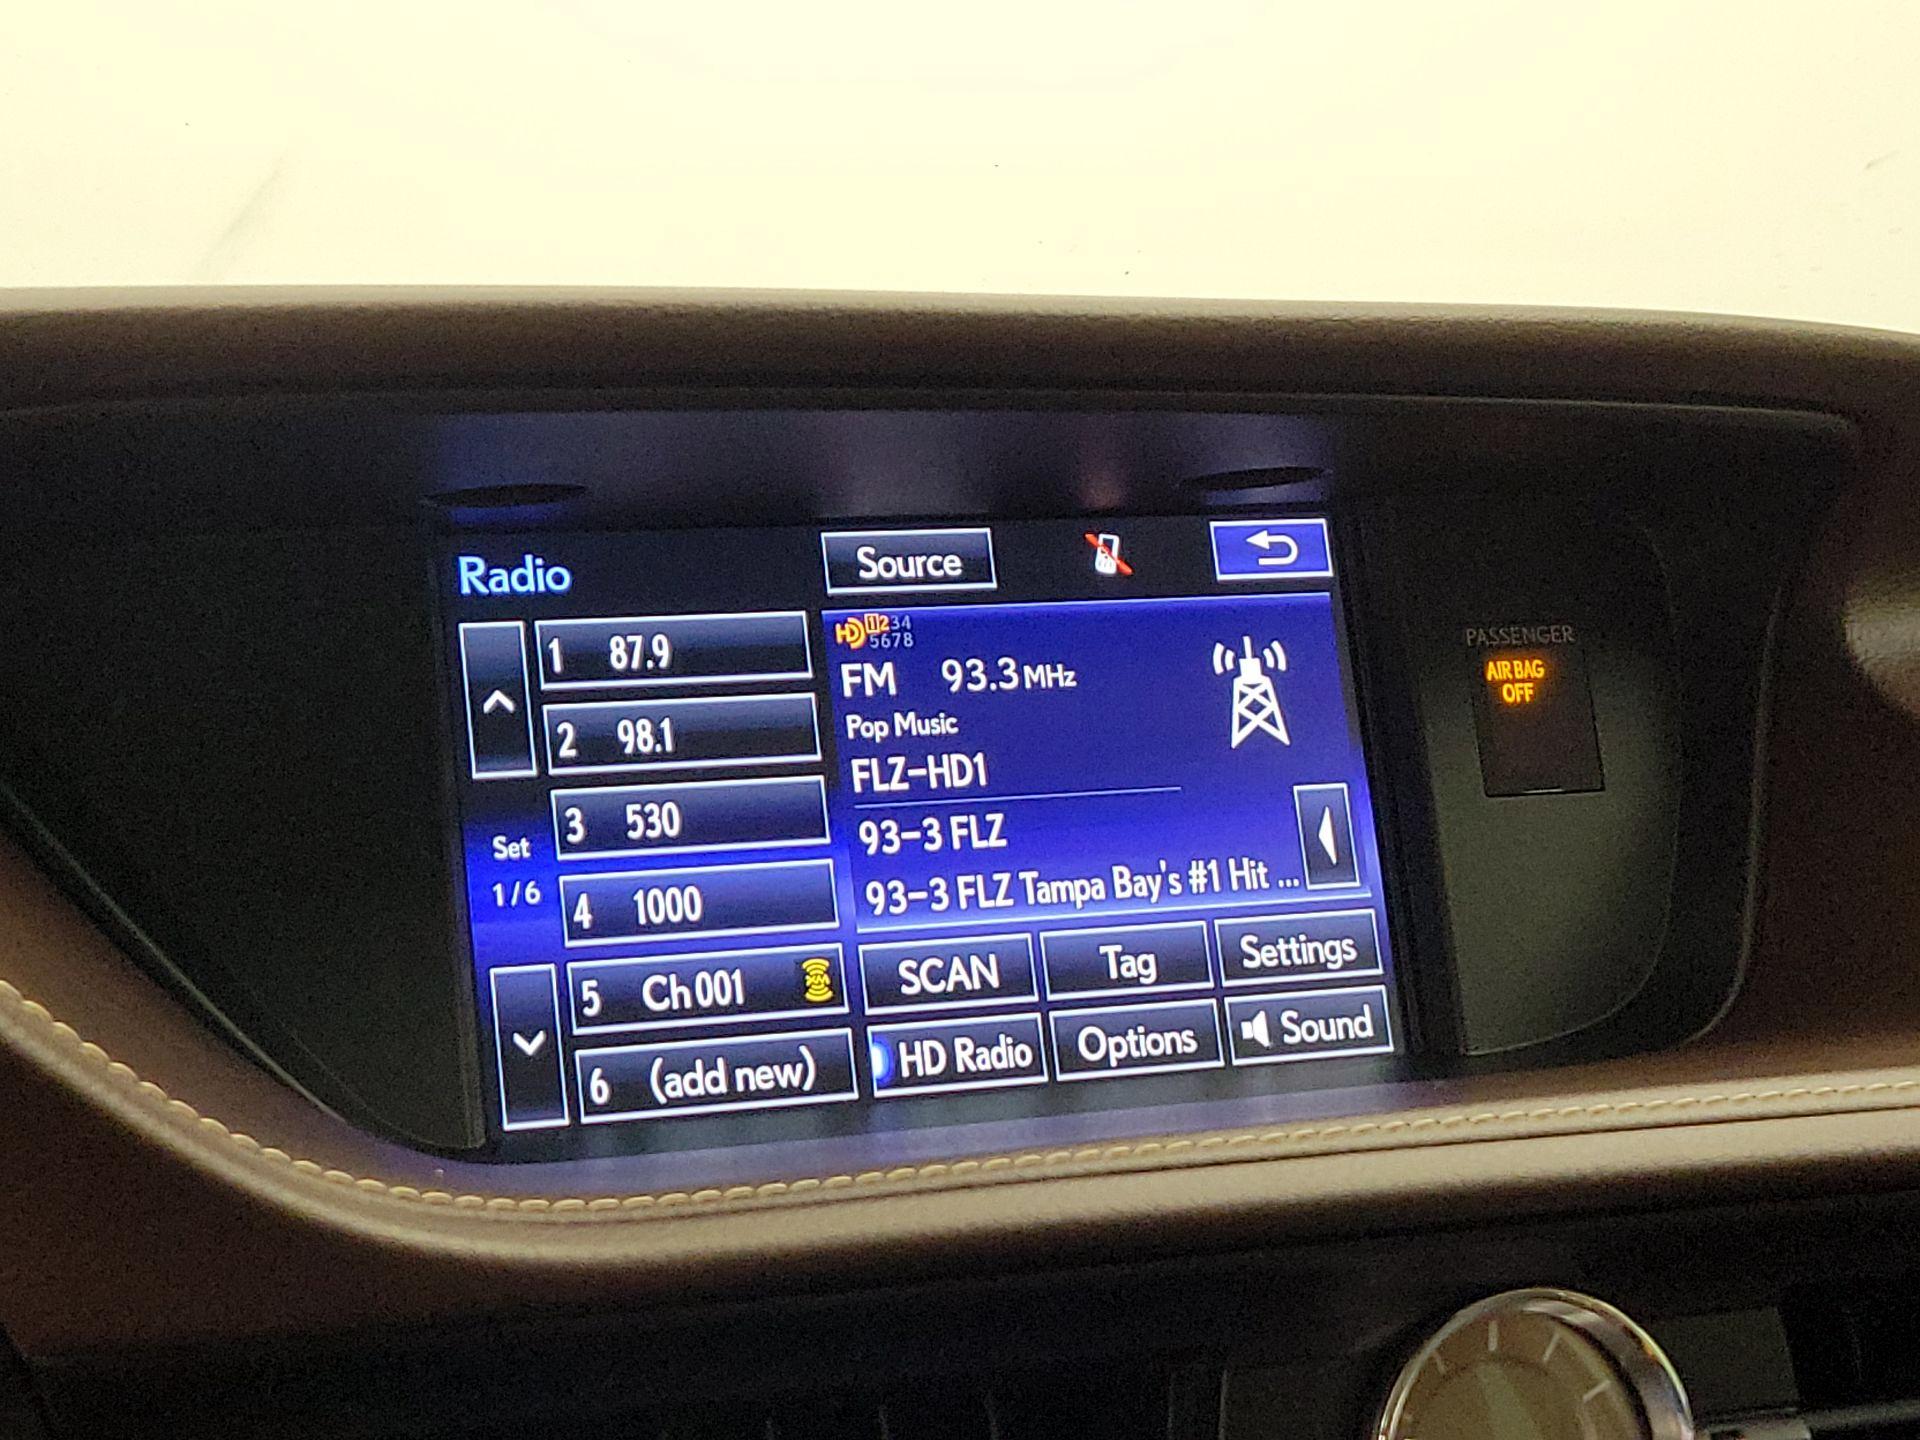 Radio
Source
1 87.9
2 98.1
3 530
4 1000
5 Ch001
6 (add new)
Set
1/6
HD 1234
5678
FM 93.3MHz
Pop Music
FLZ-HD1
93-3 FLZ
93-3 FLZ Tampa Bay's #1 Hit ...
SCAN
Tag
Settings
HD Radio
Options
Sound
PASSENGER
AIR BAG
OFF